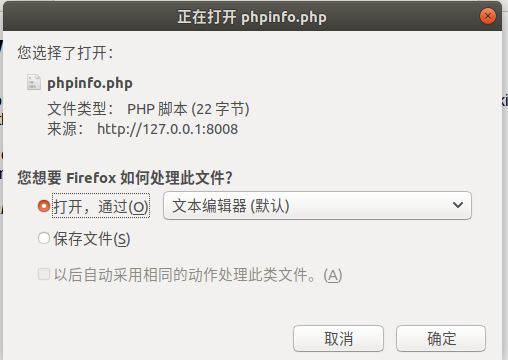 正在打开 phpinfo.php
您选择了打开：
phpinfo.php
文件类型： PHP 脚本 (22 字节)
来源： http://127.0.0.1:8008
您想要 Firefox 如何处理此文件？
打开，通过(O)
文本编辑器 (默认)
保存文件(S)
以后自动采用相同的动作处理此类文件。(A)
取消
确定